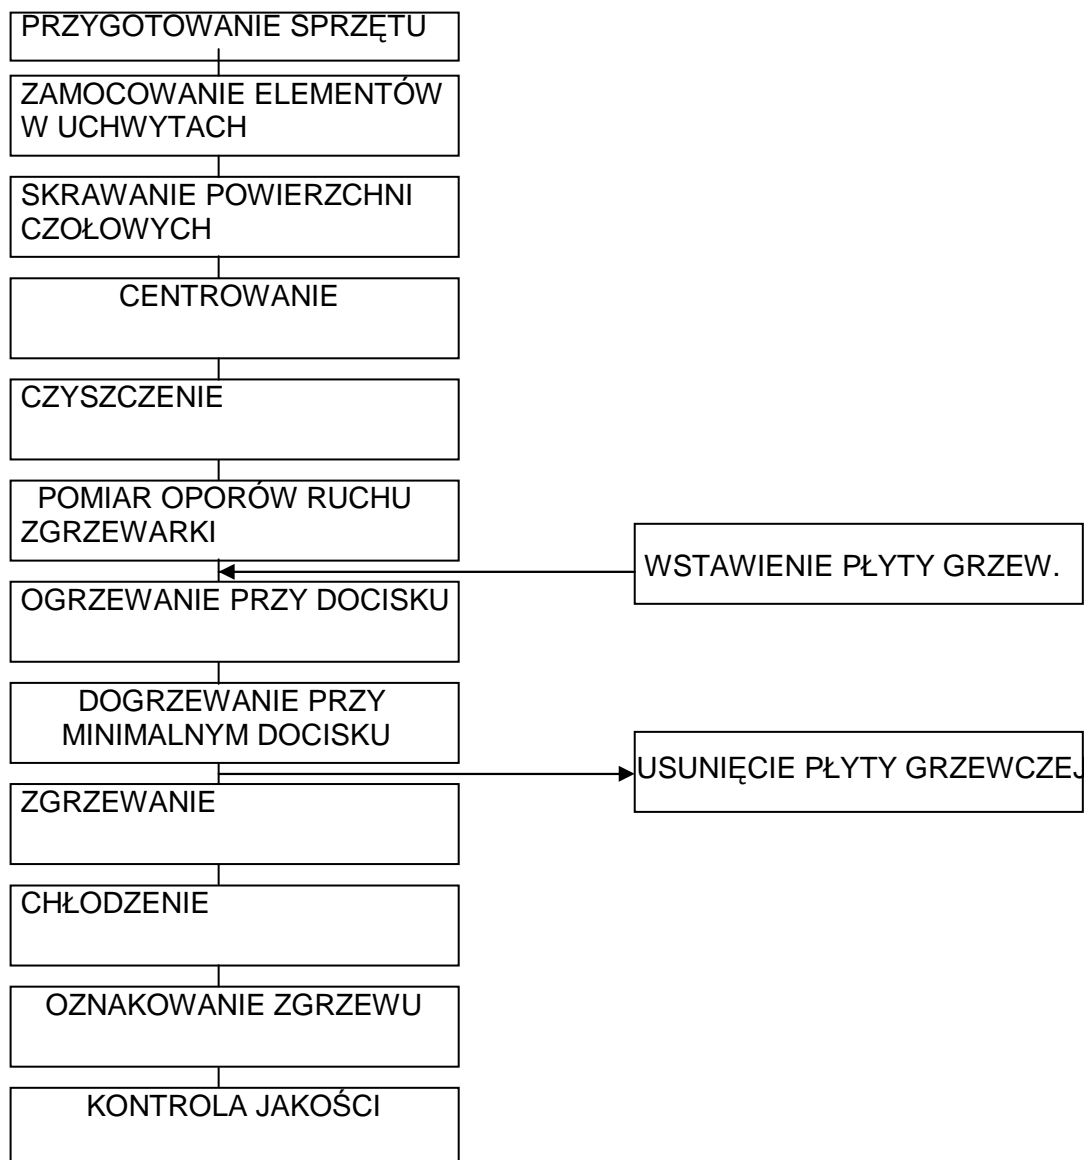 PRZYGOTOWANIE SPRZĘTU
ZAMOCOWANIE ELEMENTÓW
W UCHWYTACH
SKRAWANIE POWIERZCHNI
CZOŁOWYCH
CENTROWANIE
CZYSZCZENIE
POMIAR OPORÓW RUCHU
ZGRZEWARKI
WSTAWIENIE PŁYTY GRZEW.
OGRZEWANIE PRZY DOCISKU
DOGRZEWANIE PRZY
MINIMALNYM DOCISKU
USUNIĘCIE PŁYTY GRZEWCZEJ
ZGRZEWANIE
CHŁODZENIE
OZNAKOWANIE ZGRZEWU
KONTROLA JAKOŚCI